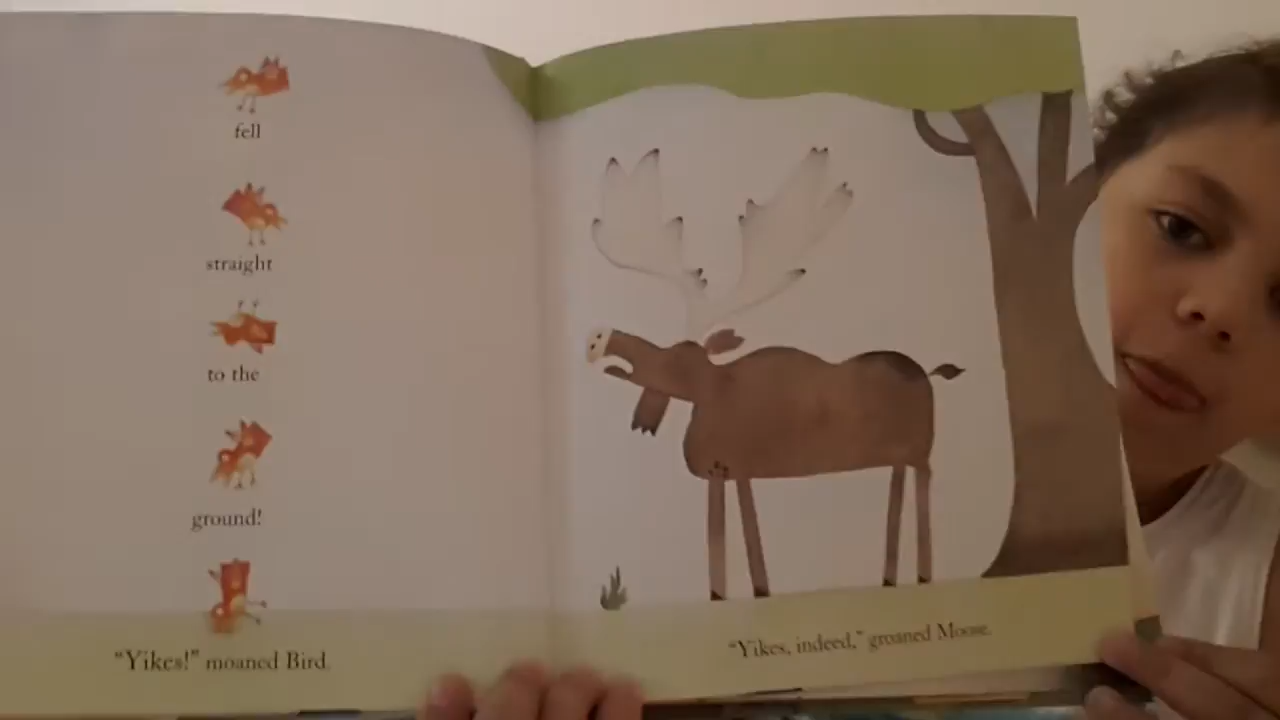 fell
straight
to the
ground!
“Yikes!” moaned Bird.
“Yikes, indeed,” groaned Moose.